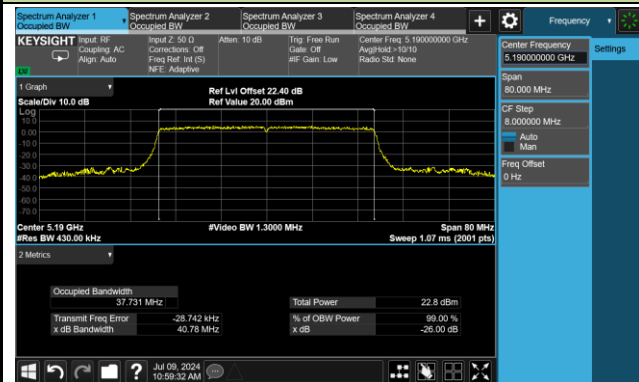 Spectrum Analyzer 1
Occupied BW
Spectrum Analyzer 2
Occupied BW
Spectrum Analyzer 3
Occupied BW
Spectrum Analyzer 4
Occupied BW
Frequency
KEYSIGHT
Input: RF
Coupling: AC
Align: Auto
Input Z: 50 Ω
Corrections: Off
Freq Ref: Int (S)
NFE: Adaptive
Atten: 10 dB
Trig: Free Run
Gate: Off
#IF Gain: Low
Center Freq: 5.190000000 GHz
Avg|Hold:>10/10
Radio Std: None
Center Frequency
5.190000000 GHz
Settings
Span
80.000 MHz
CF Step
8.000000 MHz
Auto
Man
Freq Offset
0 Hz
1 Graph
Scale/Div 10.0 dB
Ref Lvl Offset 22.40 dB
Ref Value 20.00 dBm
Log
10.0
0.00
-10.0
-20.0
-30.0
-40.0
-50.0
-60.0
-70.0
Center 5.19 GHz
#Res BW 430.00 kHz
#Video BW 1.3000 MHz
Span 80 MHz
Sweep 1.07 ms (2001 pts)
2 Metrics
Occupied Bandwidth
37.731 MHz
Transmit Freq Error -28.742 kHz
x dB Bandwidth 40.78 MHz
Total Power 22.8 dBm
% of OBW Power 99.00 %
x dB -26.00 dB
Jul 09, 2024
10:59:32 AM